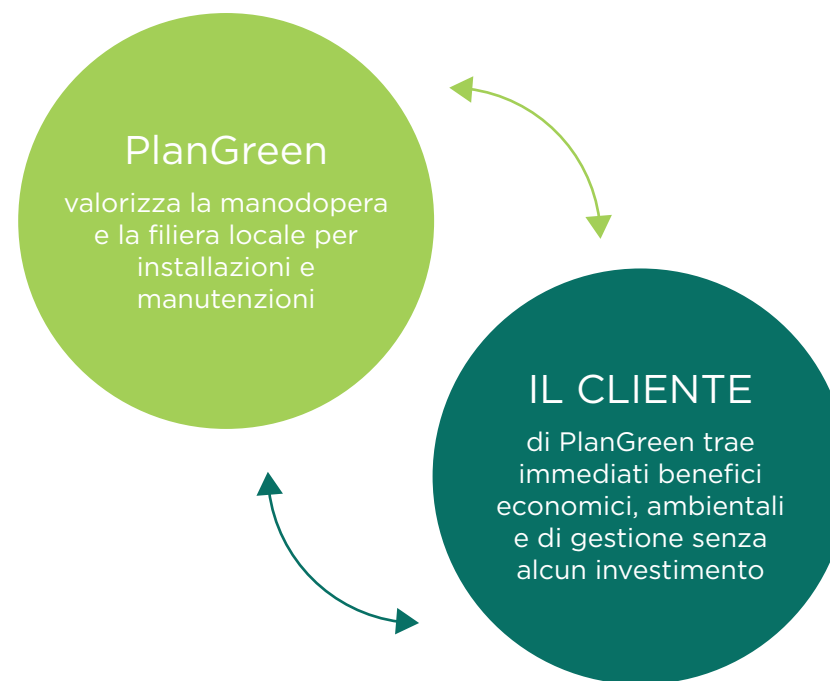 PlanGreen
valorizza la manodopera
e la filiera locale per
installazioni e
manutenzioni
IL CLIENTE
di PlanGreen trae
immediati benefici
economici, ambientali
e di gestione senza
alcun investimento